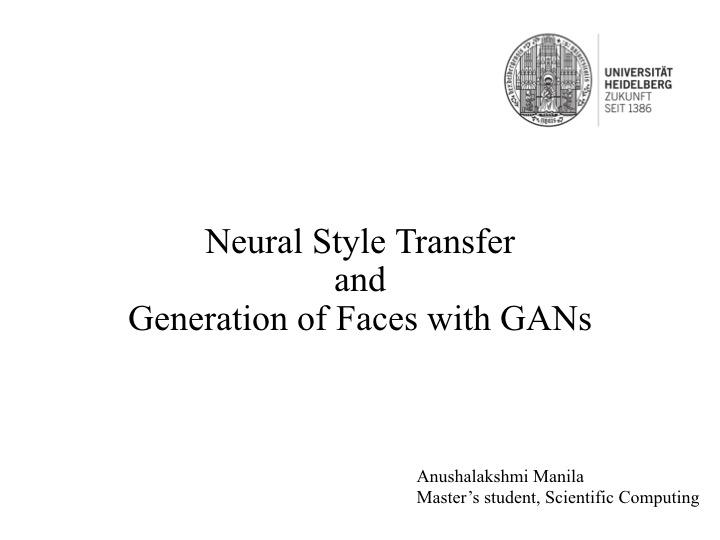 UNIVERSITÄT
HEIDELBERG
ZUKUNFT
SEIT 1386
Neural Style Transfer
and
Generation of Faces with GANs
Anushalakshmi Manila
Master’s student, Scientific Computing